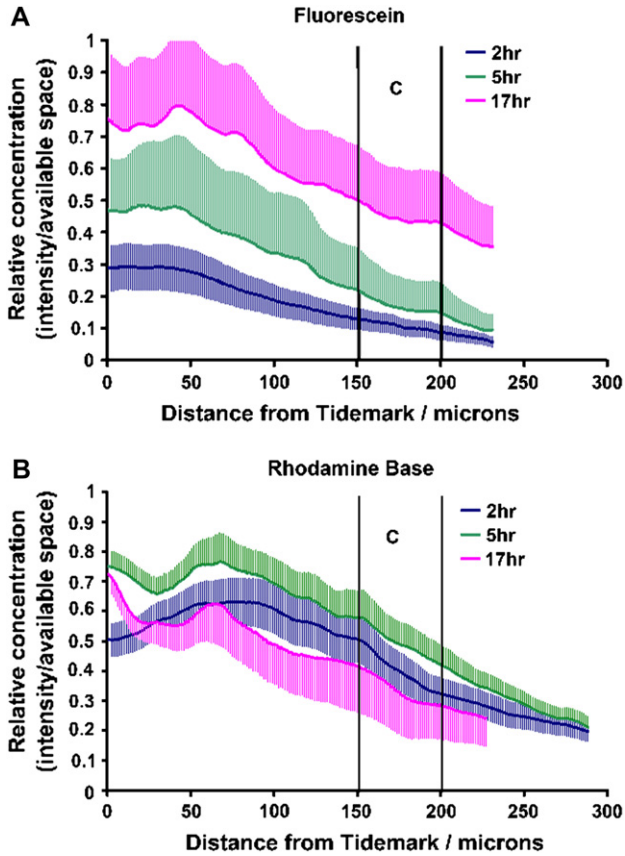 A
Fluorescein
Relative concentration
(intensity/available space)
1
0.9
0.8
0.7
0.6
0.5
0.4
0.3
0.2
0.1
0
C
2hr
5hr
17hr
0 50 100 150 200 250 300
Distance from Tidemark / microns
B
Rhodamine Base
Relative concentration
(intensity/available space)
1
0.9
0.8
0.7
0.6
0.5
0.4
0.3
0.2
0.1
0
C
2hr
5hr
17hr
0 50 100 150 200 250 300
Distance from Tidemark / microns